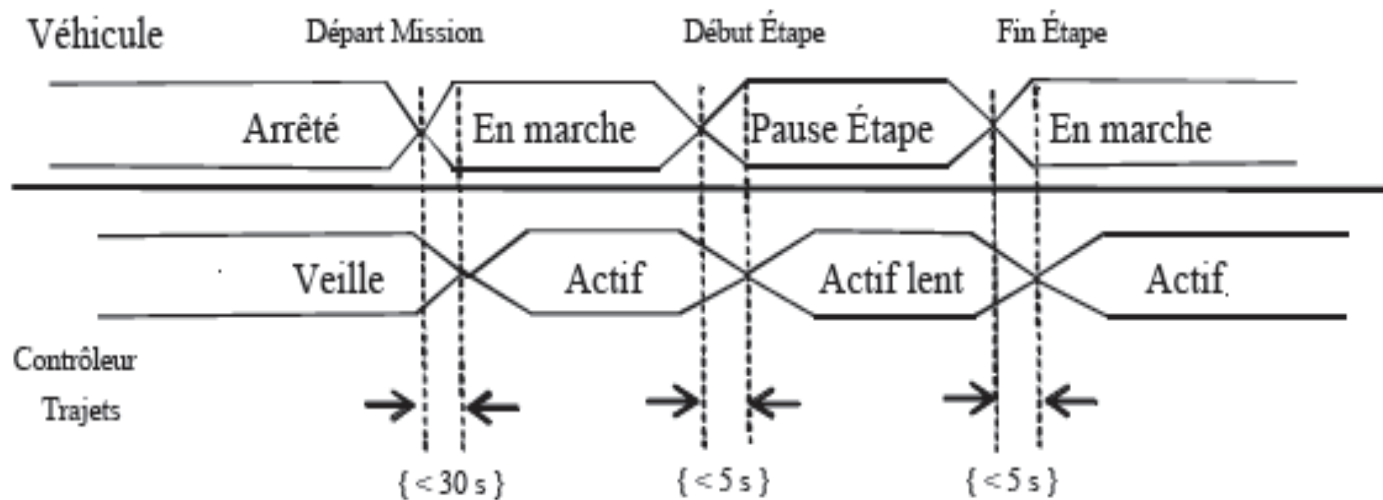 Véhicule Départ Mission Début Étape Fin Étape
Arrêté En marche Pause Étape En marche
Veille Actif Actif lent Actif.
Contrôleur
Trajets
{ < 30 s } { < 5 s } { < 5 s }